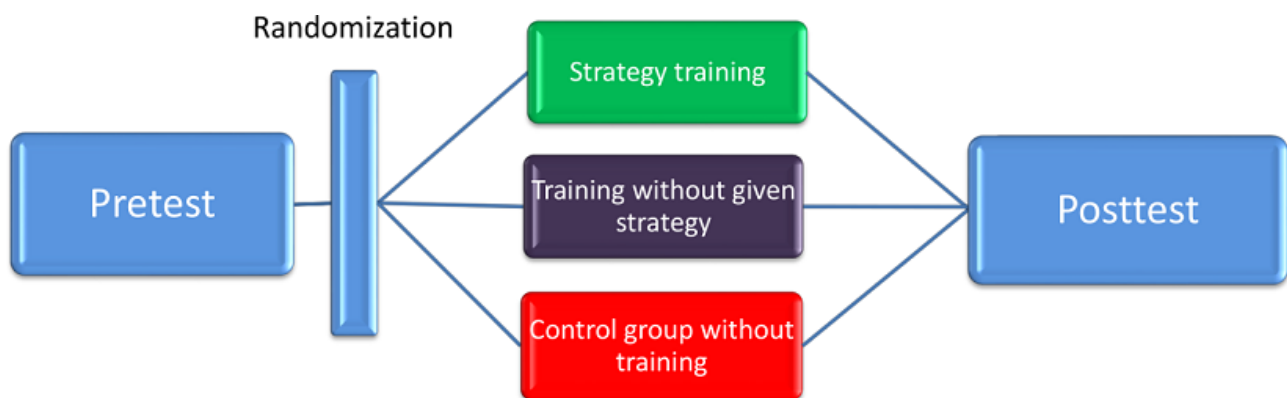 Randomization
Strategy training
Pretest
Training without given
strategy
Posttest
Control group without
training